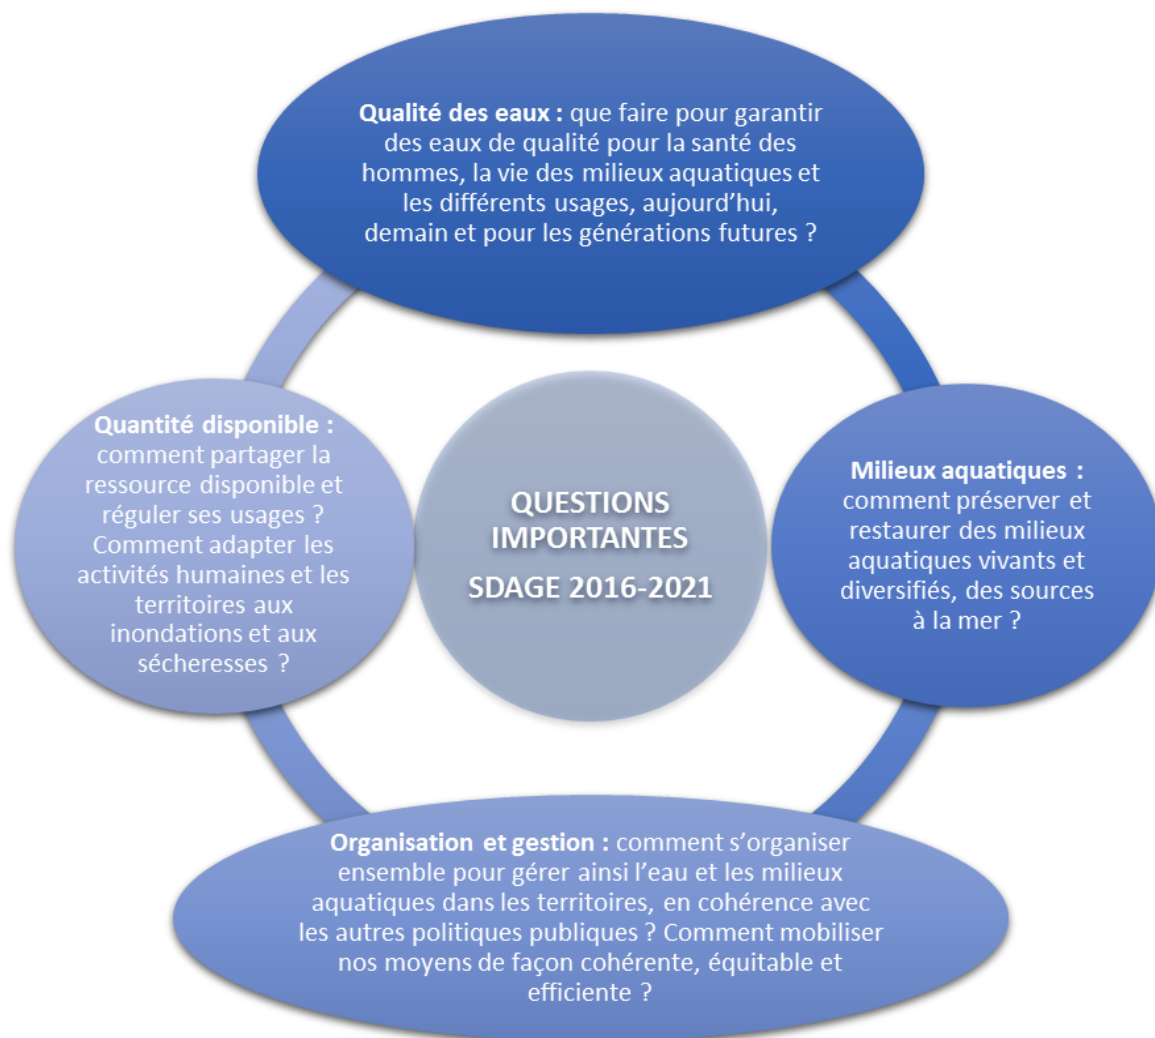 Qualité des eaux : que faire pour garantir
des eaux de qualité pour la santé des
hommes, la vie des milieux aquatiques et
les différents usages, aujourd’hui,
demain et pour les générations futures ?
Quantité disponible :
comment partager la
ressource disponible et
réguler ses usages ?
Comment adapter les
activités humaines et les
territoires aux
inondations et aux
sécheresses ?
QUESTIONS
IMPORTANTES
SDAGE 2016-2021
Milieux aquatiques :
comment préserver et
restaurer des milieux
aquatiques vivants et
diversifiés, des sources
à la mer ?
Organisation et gestion : comment s’organiser
ensemble pour gérer ainsi l’eau et les milieux
aquatiques dans les territoires, en cohérence avec
les autres politiques publiques ? Comment mobiliser
nos moyens de façon cohérente, équitable et
efficiente ?